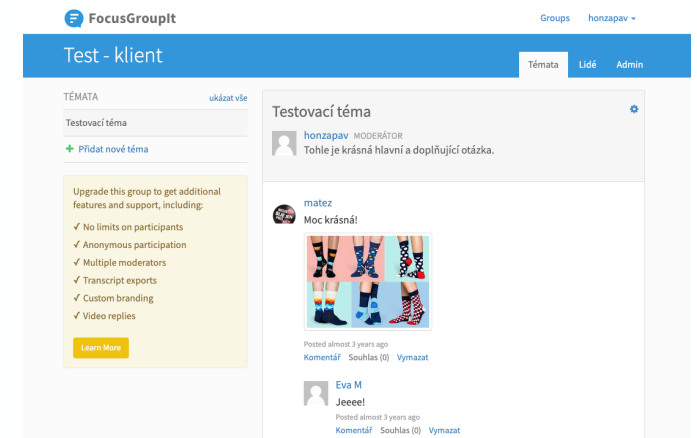 FocusGroupIt
Groups honzapav
Test - klient
Témata Lidé Admin
TÉMATA ukázat vše
Testovací téma
+ Přidat nové téma
Upgrade this group to get additional
features and support, including:
✓ No limits on participants
✓ Anonymous participation
✓ Multiple moderators
✓ Transcript exports
✓ Custom branding
✓ Video replies
Learn More
Testovací téma
honzapav MODERÁTOR
Tohle je krásná hlavní a doplňující otázka.
matez
Moc krásná!
Posted almost 3 years ago
Komentář Souhlas (0) Vymazat
Eva M
Jeeee!
Posted almost 3 years ago
Komentář Souhlas (0) Vymazat